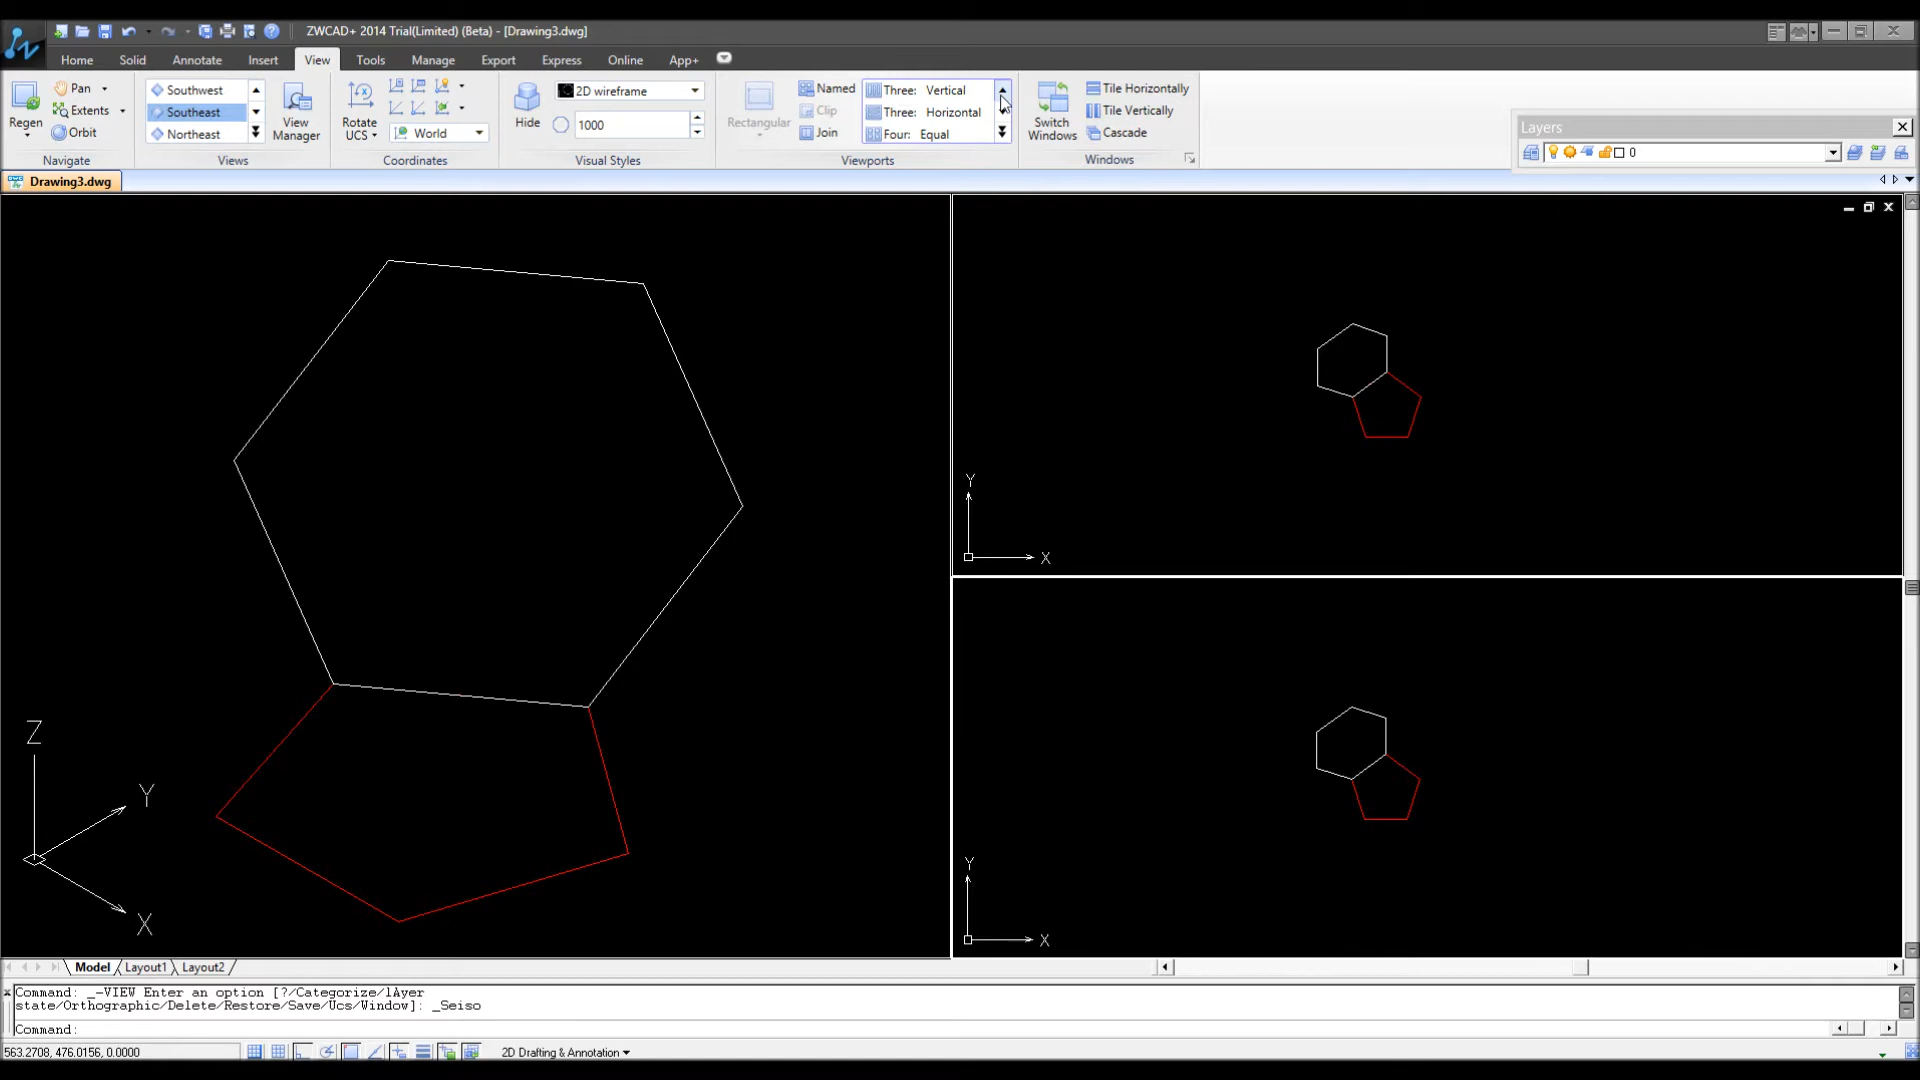 ZWCAD+ 2014 Trial(Limited) (Beta) - [Drawing3.dwg]
Home Solid Annotate Insert View Tools Manage Export Express Online App+
Regen
Pan
Extents
Orbit
Navigate
Southwest
Southeast
Northeast
View Manager
Views
Rotate UCS
World
Coordinates
Hide
2D wireframe
1000
Visual Styles
Rectangular
Named
Clip
Join
Three: Vertical
Three: Horizontal
Four: Equal
Viewports
Switch Windows
Tile Horizontally
Tile Vertically
Cascade
Windows
Layers
0
Drawing3.dwg
Z
Y
X
Y
X
Y
X
Model Layout1 Layout2
Command: _-VIEW Enter an option [?/Categorize/lAyer
state/Orthographic/Delete/Restore/Save/Ucs/Window]: _Seiso
Command:
563.2708, 476.0156, 0.0000
2D Drafting & Annotation